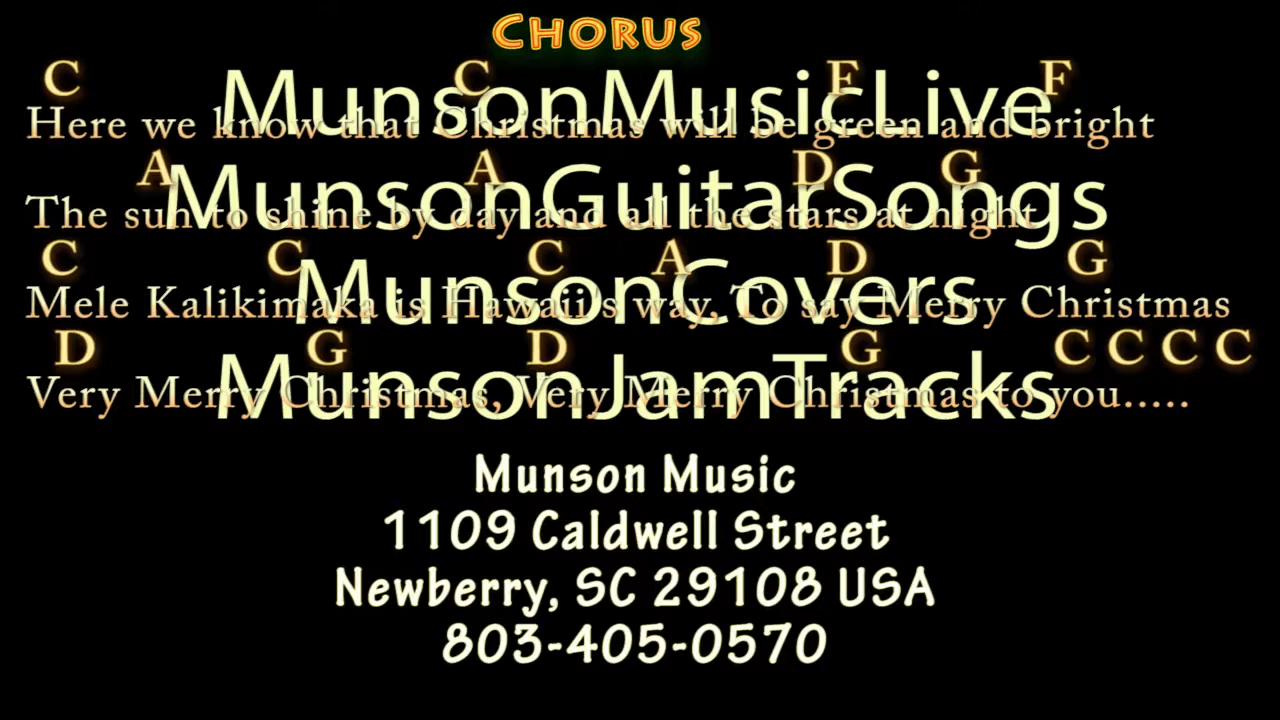 CHORUS
C C F F
MunsonMusicLive
Here we know that Christmas will be green and bright
A A D G
MunsonGuitarSongs
The sun to shine by day and all the stars at night
C C C A D G
MunsonCovers
Mele Kalikimaka is Hawaii's way, To say Merry Christmas
D G D G C C C C
MunsonJamTracks
Very Merry Christmas, Very Merry Christmas to you.....
Munson Music
1109 Caldwell Street
Newberry, SC 29108 USA
803-405-0570